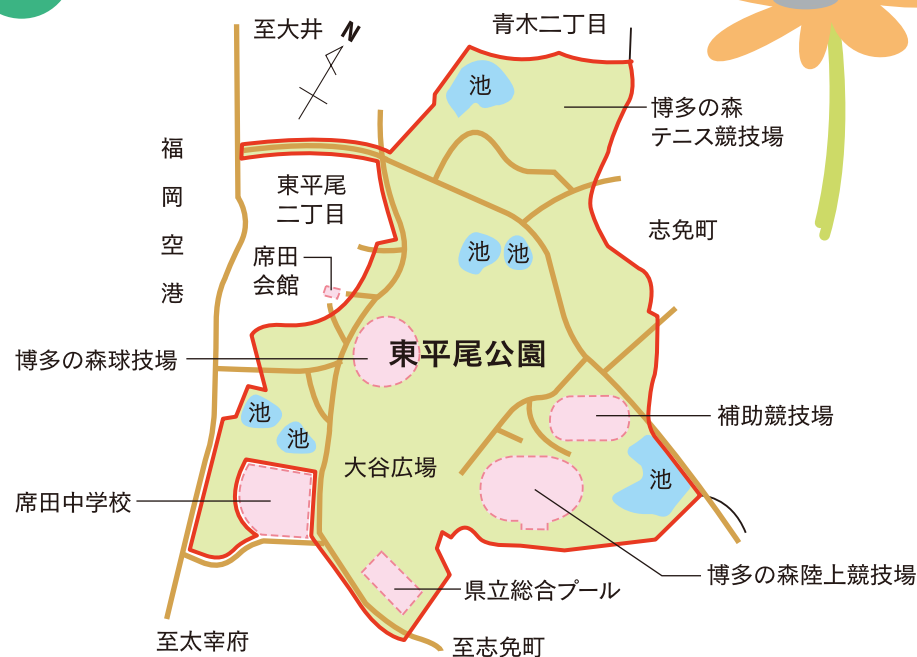 至大井
N
青木二丁目
池
博多の森
テニス競技場
福岡空港
東平尾
二丁目
志免町
席田
会館
池
池
博多の森球技場
東平尾公園
池
池
補助競技場
大谷広場
池
席田中学校
博多の森陸上競技場
県立総合プール
至太宰府
至志免町